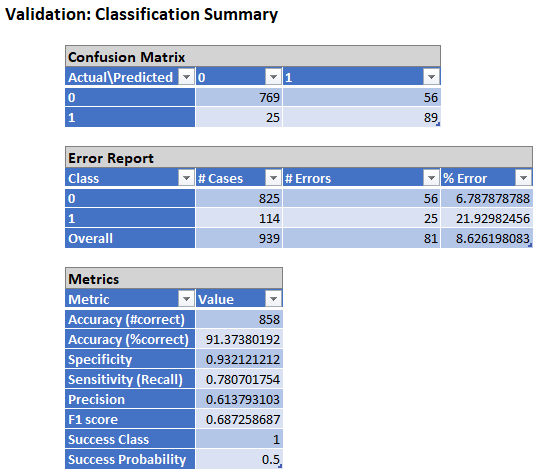 Validation: Classification Summary
Confusion Matrix
Actual\Predicted 0 1
0 769 56
1 25 89
Error Report
Class # Cases # Errors % Error
0 825 56 6.787878788
1 114 25 21.92982456
Overall 939 81 8.626198083
Metrics
Metric Value
Accuracy (#correct) 858
Accuracy (%correct) 91.37380192
Specificity 0.932121212
Sensitivity (Recall) 0.780701754
Precision 0.613793103
F1 score 0.687258687
Success Class 1
Success Probability 0.5